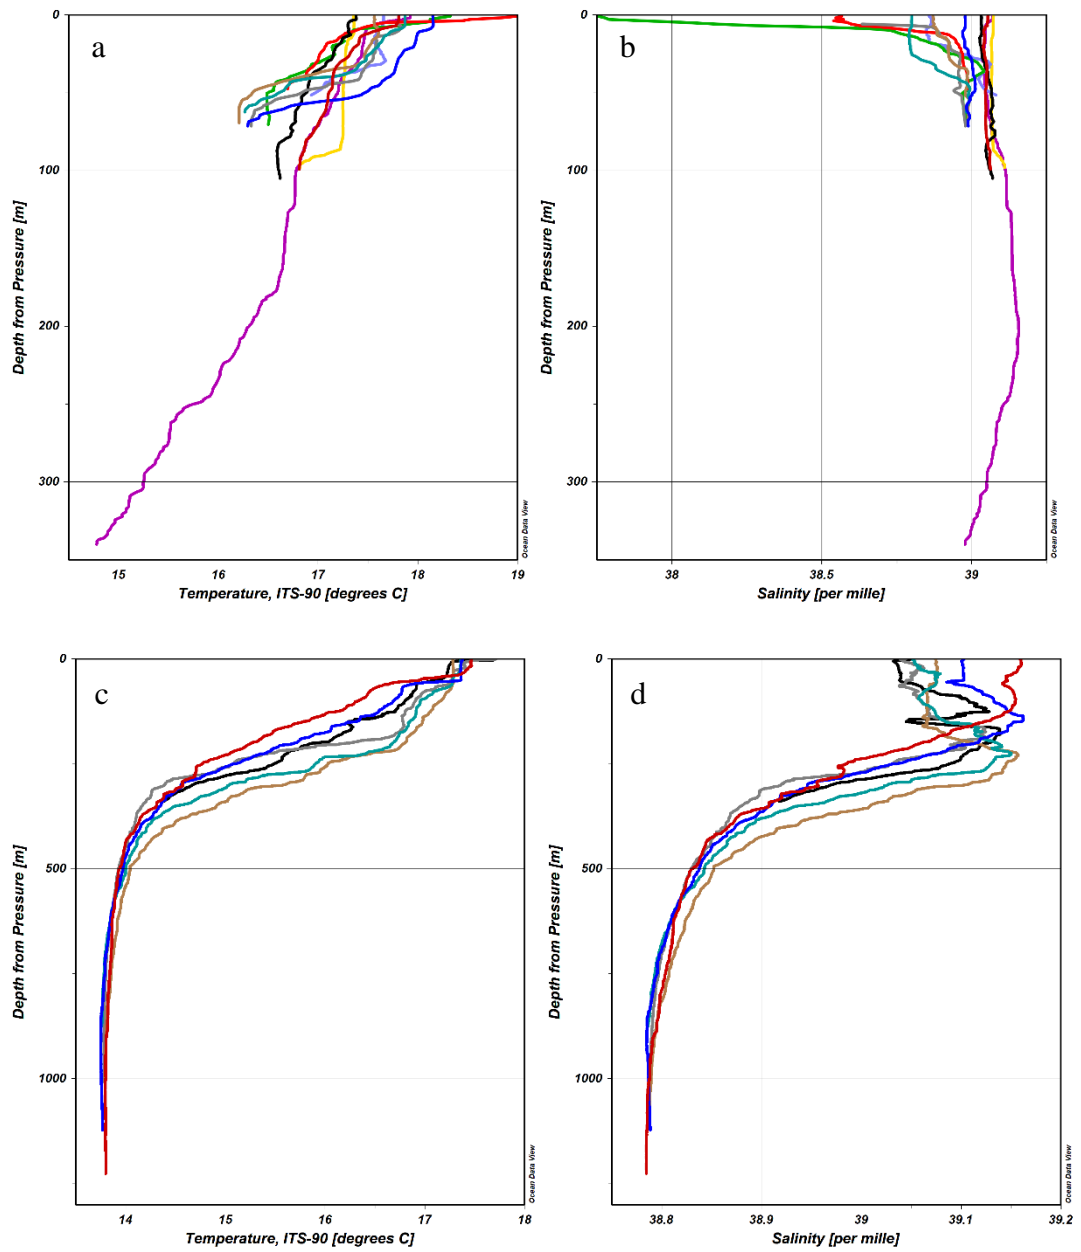 a
0
100
200
300
Depth from Pressure [m]
15
16
17
18
19
Temperature, ITS-90 [degrees C]
Ocean Data View
b
0
100
200
300
Depth from Pressure [m]
38
38.5
39
Salinity [per mille]
Ocean Data View
c
0
500
1000
Depth from Pressure [m]
14
15
16
17
18
Temperature, ITS-90 [degrees C]
Ocean Data View
d
0
500
1000
Depth from Pressure [m]
38.8
38.9
39
39.1
39.2
Salinity [per mille]
Ocean Data View